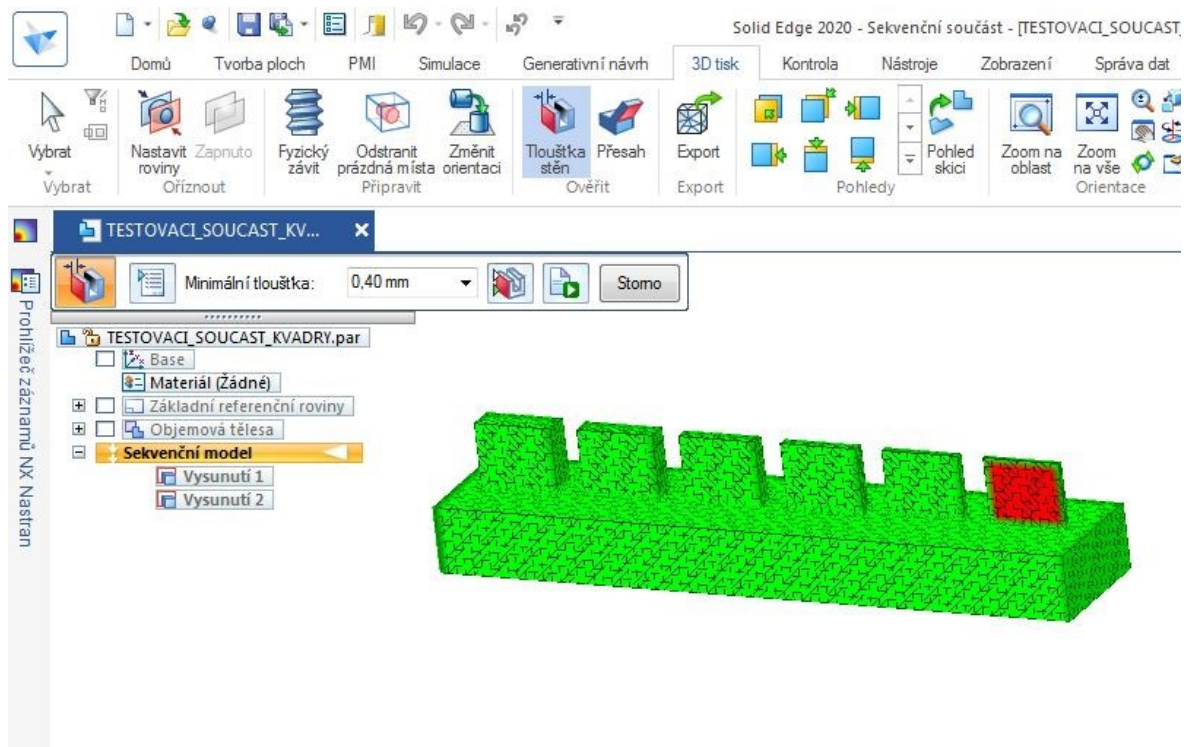 Solid Edge 2020 - Sekvenční součást - [TESTOVACI_SOUCAST_
Domů Tvorba ploch PMI Simulace Generativní návrh 3D tisk Kontrola Nástroje Zobrazení Správa dat
Vybrat
Nastavit roviny
Zapnuto
Fyzický závit
Odstranit prázdná místa
Změnit orientaci
Tloušťka stěn
Přesah
Export
Pohled skici
Zoom na oblast
Zoom na vše
Vybrat Oříznout Připravit Ověřit Export Pohledy Orientace
TESTOVACI_SOUCAST_KV...
Minimální tloušťka: 0,40 mm Storno
Prohlížeč záznamů NX Nastran
TESTOVACI_SOUCAST_KVADRY.par
Base
Materiál (Žádné)
Základní referenční roviny
Objemová tělesa
Sekvenční model
Vysunutí 1
Vysunutí 2